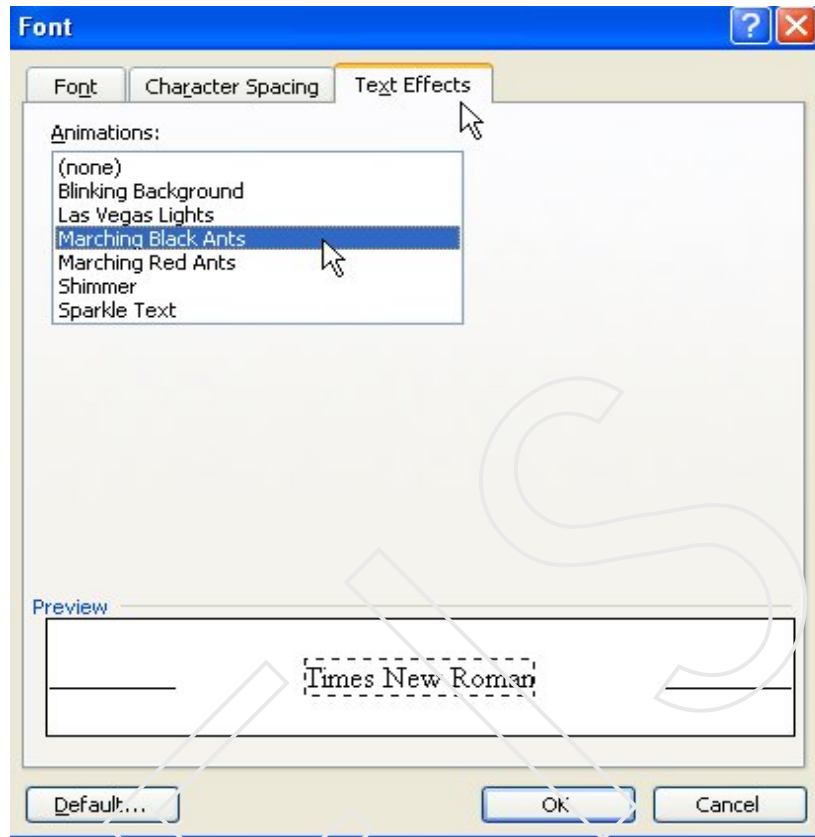 Font
Font Character Spacing Text Effects
Animations:
(none)
Blinking Background
Las Vegas Lights
Marching Black Ants
Marching Red Ants
Shimmer
Sparkle Text
Preview
Times New Roman
Default... OK Cancel